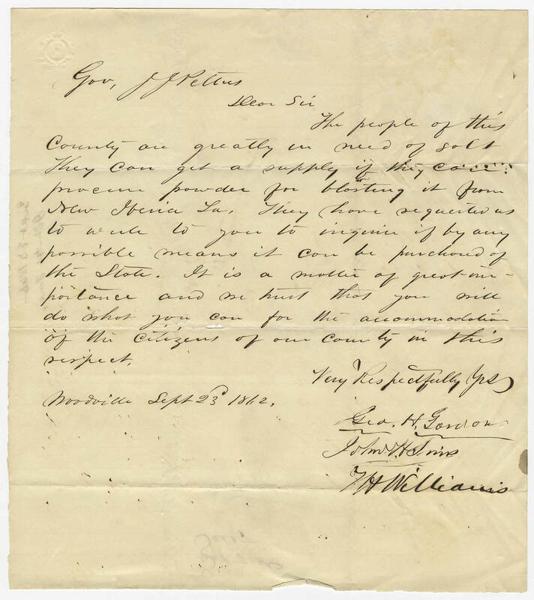 Gov, J J Pettus
Dear Sir
The people of this
County are greatly in need of Salt
They can get a supply if they can
procure powder for blasting it from
New Iberia La. They have requested us
to write to you to inquire if by any
possible means it can be purchased of
the State. It is a matter of great im-
portance and we trust that you will
do what you can for the accommodation
of the citizens of our county in this
respect.
Very Respectfully Yrs
Woodville Sept 23d 1862.
Geo. H. Gordon
John H Sims
F H Williams